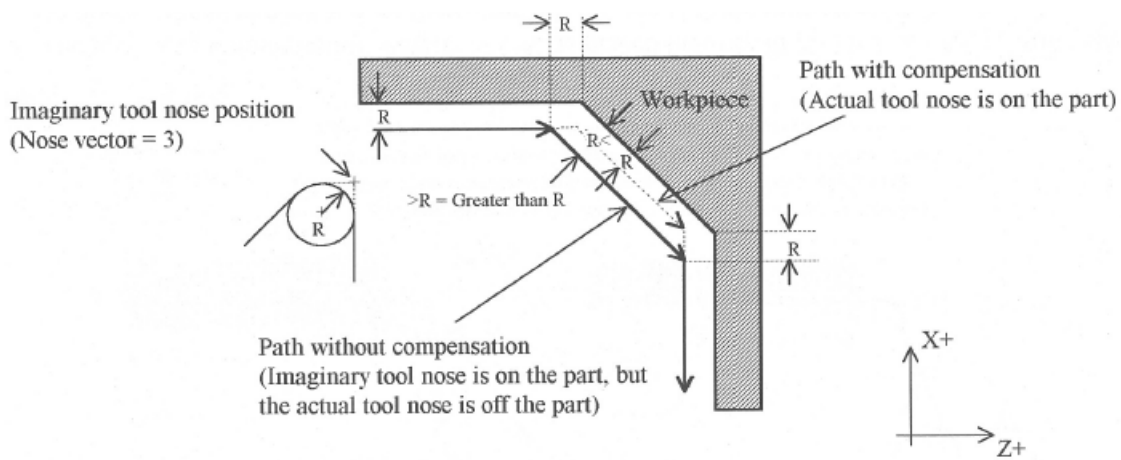 R
Imaginary tool nose position
(Nose vector = 3)
R
Workpiece
Path with compensation
(Actual tool nose is on the part)
R<
R
>R = Greater than R
R
R
Path without compensation
(Imaginary tool nose is on the part, but
the actual tool nose is off the part)
X+
Z+